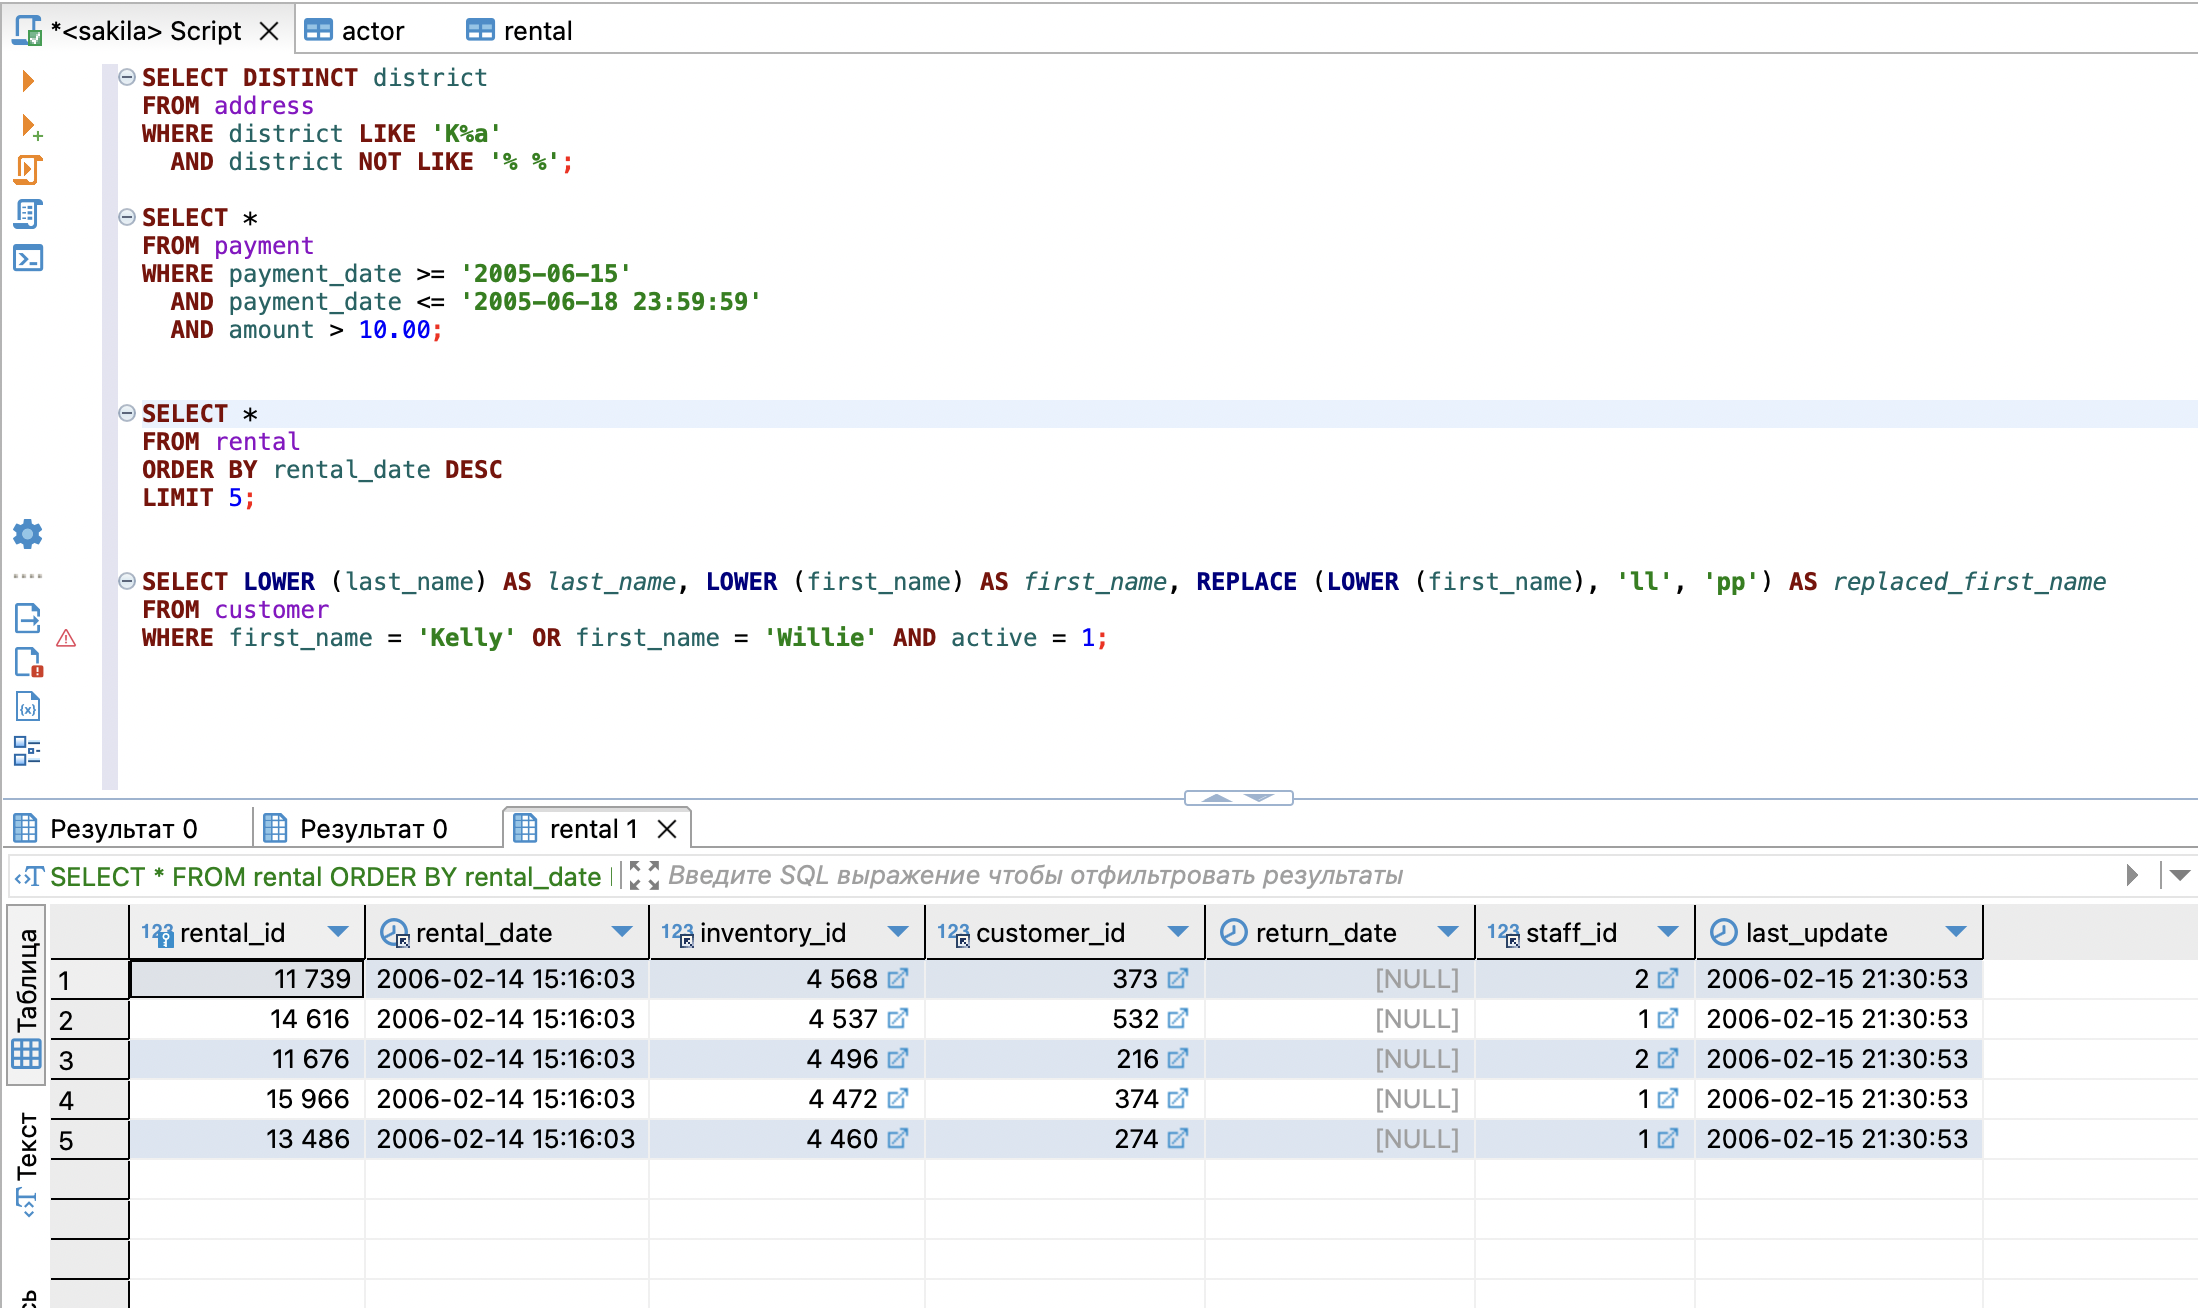 *<sakila> Script actor rental
SELECT DISTINCT district
FROM address
WHERE district LIKE 'K%a'
AND district NOT LIKE '% %';
SELECT *
FROM payment
WHERE payment_date >= '2005-06-15'
AND payment_date <= '2005-06-18 23:59:59'
AND amount > 10.00;
SELECT *
FROM rental
ORDER BY rental_date DESC
LIMIT 5;
SELECT LOWER (last_name) AS last_name, LOWER (first_name) AS first_name, REPLACE (LOWER (first_name), 'll', 'pp') AS replaced_first_name
FROM customer
WHERE first_name = 'Kelly' OR first_name = 'Willie' AND active = 1;
Результат 0 Результат 0 rental 1
SELECT * FROM rental ORDER BY rental_date Введите SQL выражение чтобы отфильтровать результаты
Таблица
Текст
123 rental_id rental_date 123 inventory_id 123 customer_id return_date 123 staff_id last_update
1 11 739 2006-02-14 15:16:03 4 568 373 [NULL] 2 2006-02-15 21:30:53
2 14 616 2006-02-14 15:16:03 4 537 532 [NULL] 1 2006-02-15 21:30:53
3 11 676 2006-02-14 15:16:03 4 496 216 [NULL] 2 2006-02-15 21:30:53
4 15 966 2006-02-14 15:16:03 4 472 374 [NULL] 1 2006-02-15 21:30:53
5 13 486 2006-02-14 15:16:03 4 460 274 [NULL] 1 2006-02-15 21:30:53